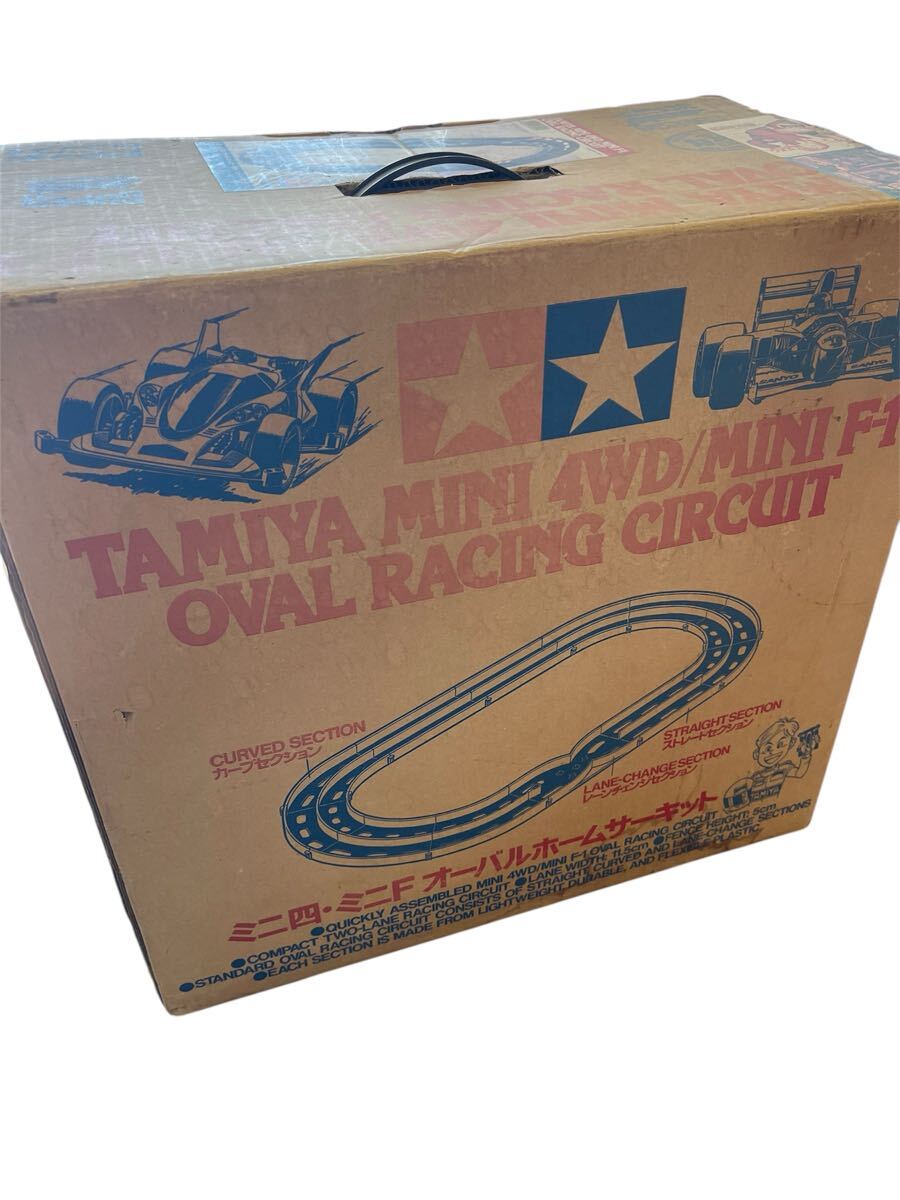 SANYO
TAMIYA MINI 4WD/MINI F-1
OVAL RACING CIRCUIT
CURVED SECTION
カーブセクション
STRAIGHT SECTION
ストレートセクション
LANE-CHANGE SECTION
レーンチェンジセクション
TAMIYA
ミニ四・ミニF オーバルホームサーキット
●QUICKLY ASSEMBLED MINI 4WD/MINI F-1 OVAL RACING CIRCUIT
●COMPACT TWO-LANE RACING CIRCUIT ●LANE WIDTH: 11.5cm ●FENCE HEIGHT: 5cm
●STANDARD OVAL RACING CIRCUIT CONSISTS OF STRAIGHT, CURVED AND LANE-CHANGE SECTIONS
●EACH SECTION IS MADE FROM LIGHTWEIGHT, DURABLE, AND FLEXIBLE PLASTIC